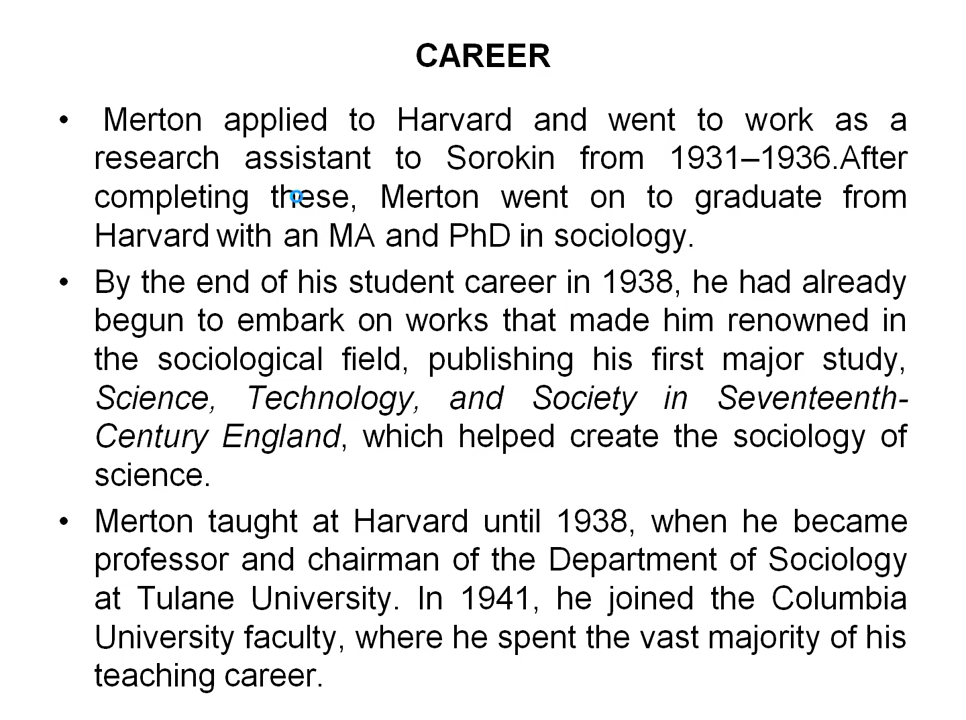 CAREER
• Merton applied to Harvard and went to work as a
research assistant to Sorokin from 1931–1936.After
completing these, Merton went on to graduate from
Harvard with an MA and PhD in sociology.
• By the end of his student career in 1938, he had already
begun to embark on works that made him renowned in
the sociological field, publishing his first major study,
Science, Technology, and Society in Seventeenth-
Century England, which helped create the sociology of
science.
• Merton taught at Harvard until 1938, when he became
professor and chairman of the Department of Sociology
at Tulane University. In 1941, he joined the Columbia
University faculty, where he spent the vast majority of his
teaching career.